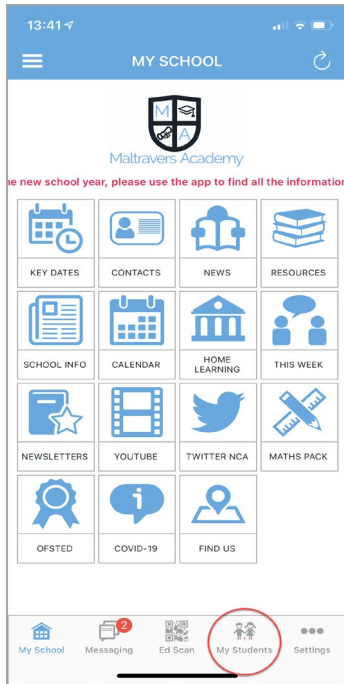 13:41
MY SCHOOL
M
A
Maltravers Academy
he new school year, please use the app to find all the information
KEY DATES
CONTACTS
NEWS
RESOURCES
SCHOOL INFO
CALENDAR
HOME
LEARNING
THIS WEEK
NEWSLETTERS
YOUTUBE
TWITTER NCA
MATHS PACK
OFSTED
COVID-19
FIND US
2
My School
Messaging
Ed Scan
My Students
Settings